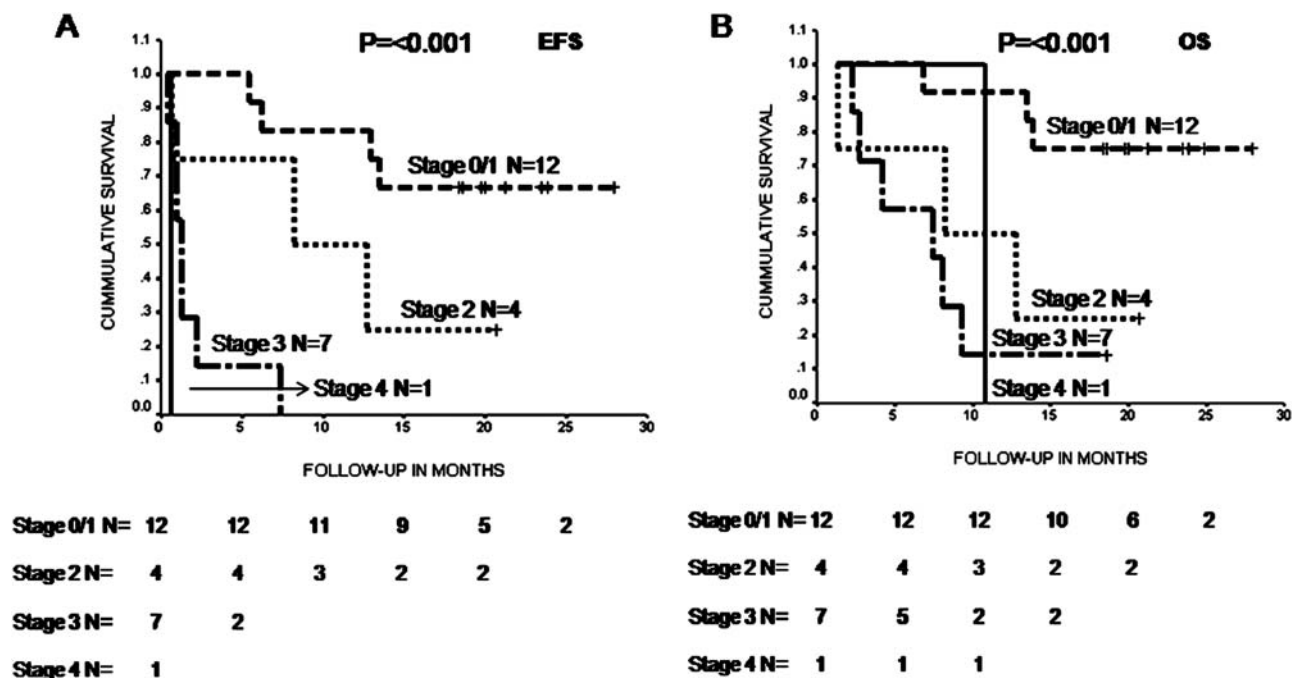 A
P=<0.001 EFS
1.1
1.0
.9
.8
.7
.6
.5
.4
.3
.2
.1
0.0
CUMMULATIVE SURVIVAL
Stage 0/1 N=12
Stage 2 N=4
Stage 3 N=7
Stage 4 N=1
0 5 10 15 20 25 30
FOLLOW-UP IN MONTHS
Stage 0/1 N= 12 12 11 9 5 2
Stage 2 N= 4 4 3 2 2
Stage 3 N= 7 2
Stage 4 N= 1
B
P=<0.001 OS
1.1
1.0
.9
.8
.7
.6
.5
.4
.3
.2
.1
0.0
CUMMULATIVE SURVIVAL
Stage 0/1 N=12
Stage 2 N=4
Stage 3 N=7
Stage 4 N=1
0 5 10 15 20 25 30
FOLLOW-UP IN MONTHS
Stage 0/1 N= 12 12 12 10 6 2
Stage 2 N= 4 4 3 2 2
Stage 3 N= 7 5 2 2
Stage 4 N= 1 1 1